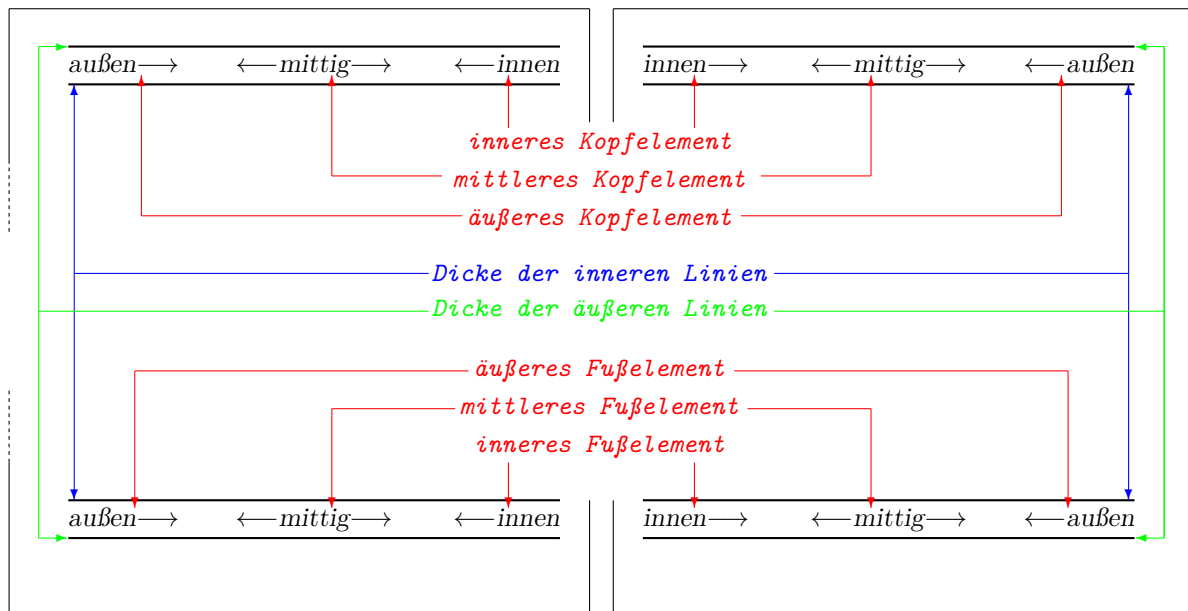 außen mittig innen innen mittig außen
inneres Kopfelement
mittleres Kopfelement
äußeres Kopfelement
Dicke der inneren Linien
Dicke der äußeren Linien
äußeres Fußelement
mittleres Fußelement
inneres Fußelement
außen mittig innen innen mittig außen